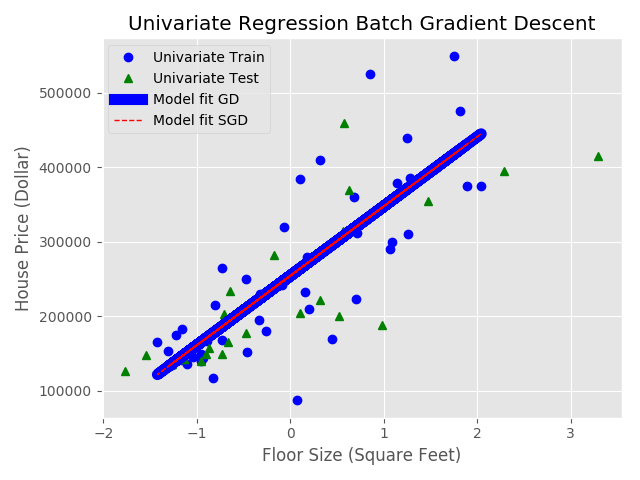 Univariate Regression Batch Gradient Descent
Univariate Train
Univariate Test
Model fit GD
Model fit SGD
500000
400000
300000
200000
100000
House Price (Dollar)
−2
−1
0
1
2
3
Floor Size (Square Feet)